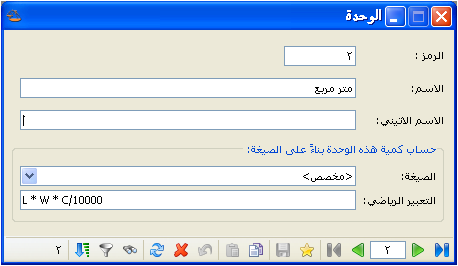 الوحدة
الرمز :
٢
الاسم:
متر مربع
الاسم الاتيني:
أ
حساب كمية هذه الوحدة بناءً على الصيغة:
الصيغة:
<مخصص>
التعبير الرياضي:
L * W * C/10000
٢
٢